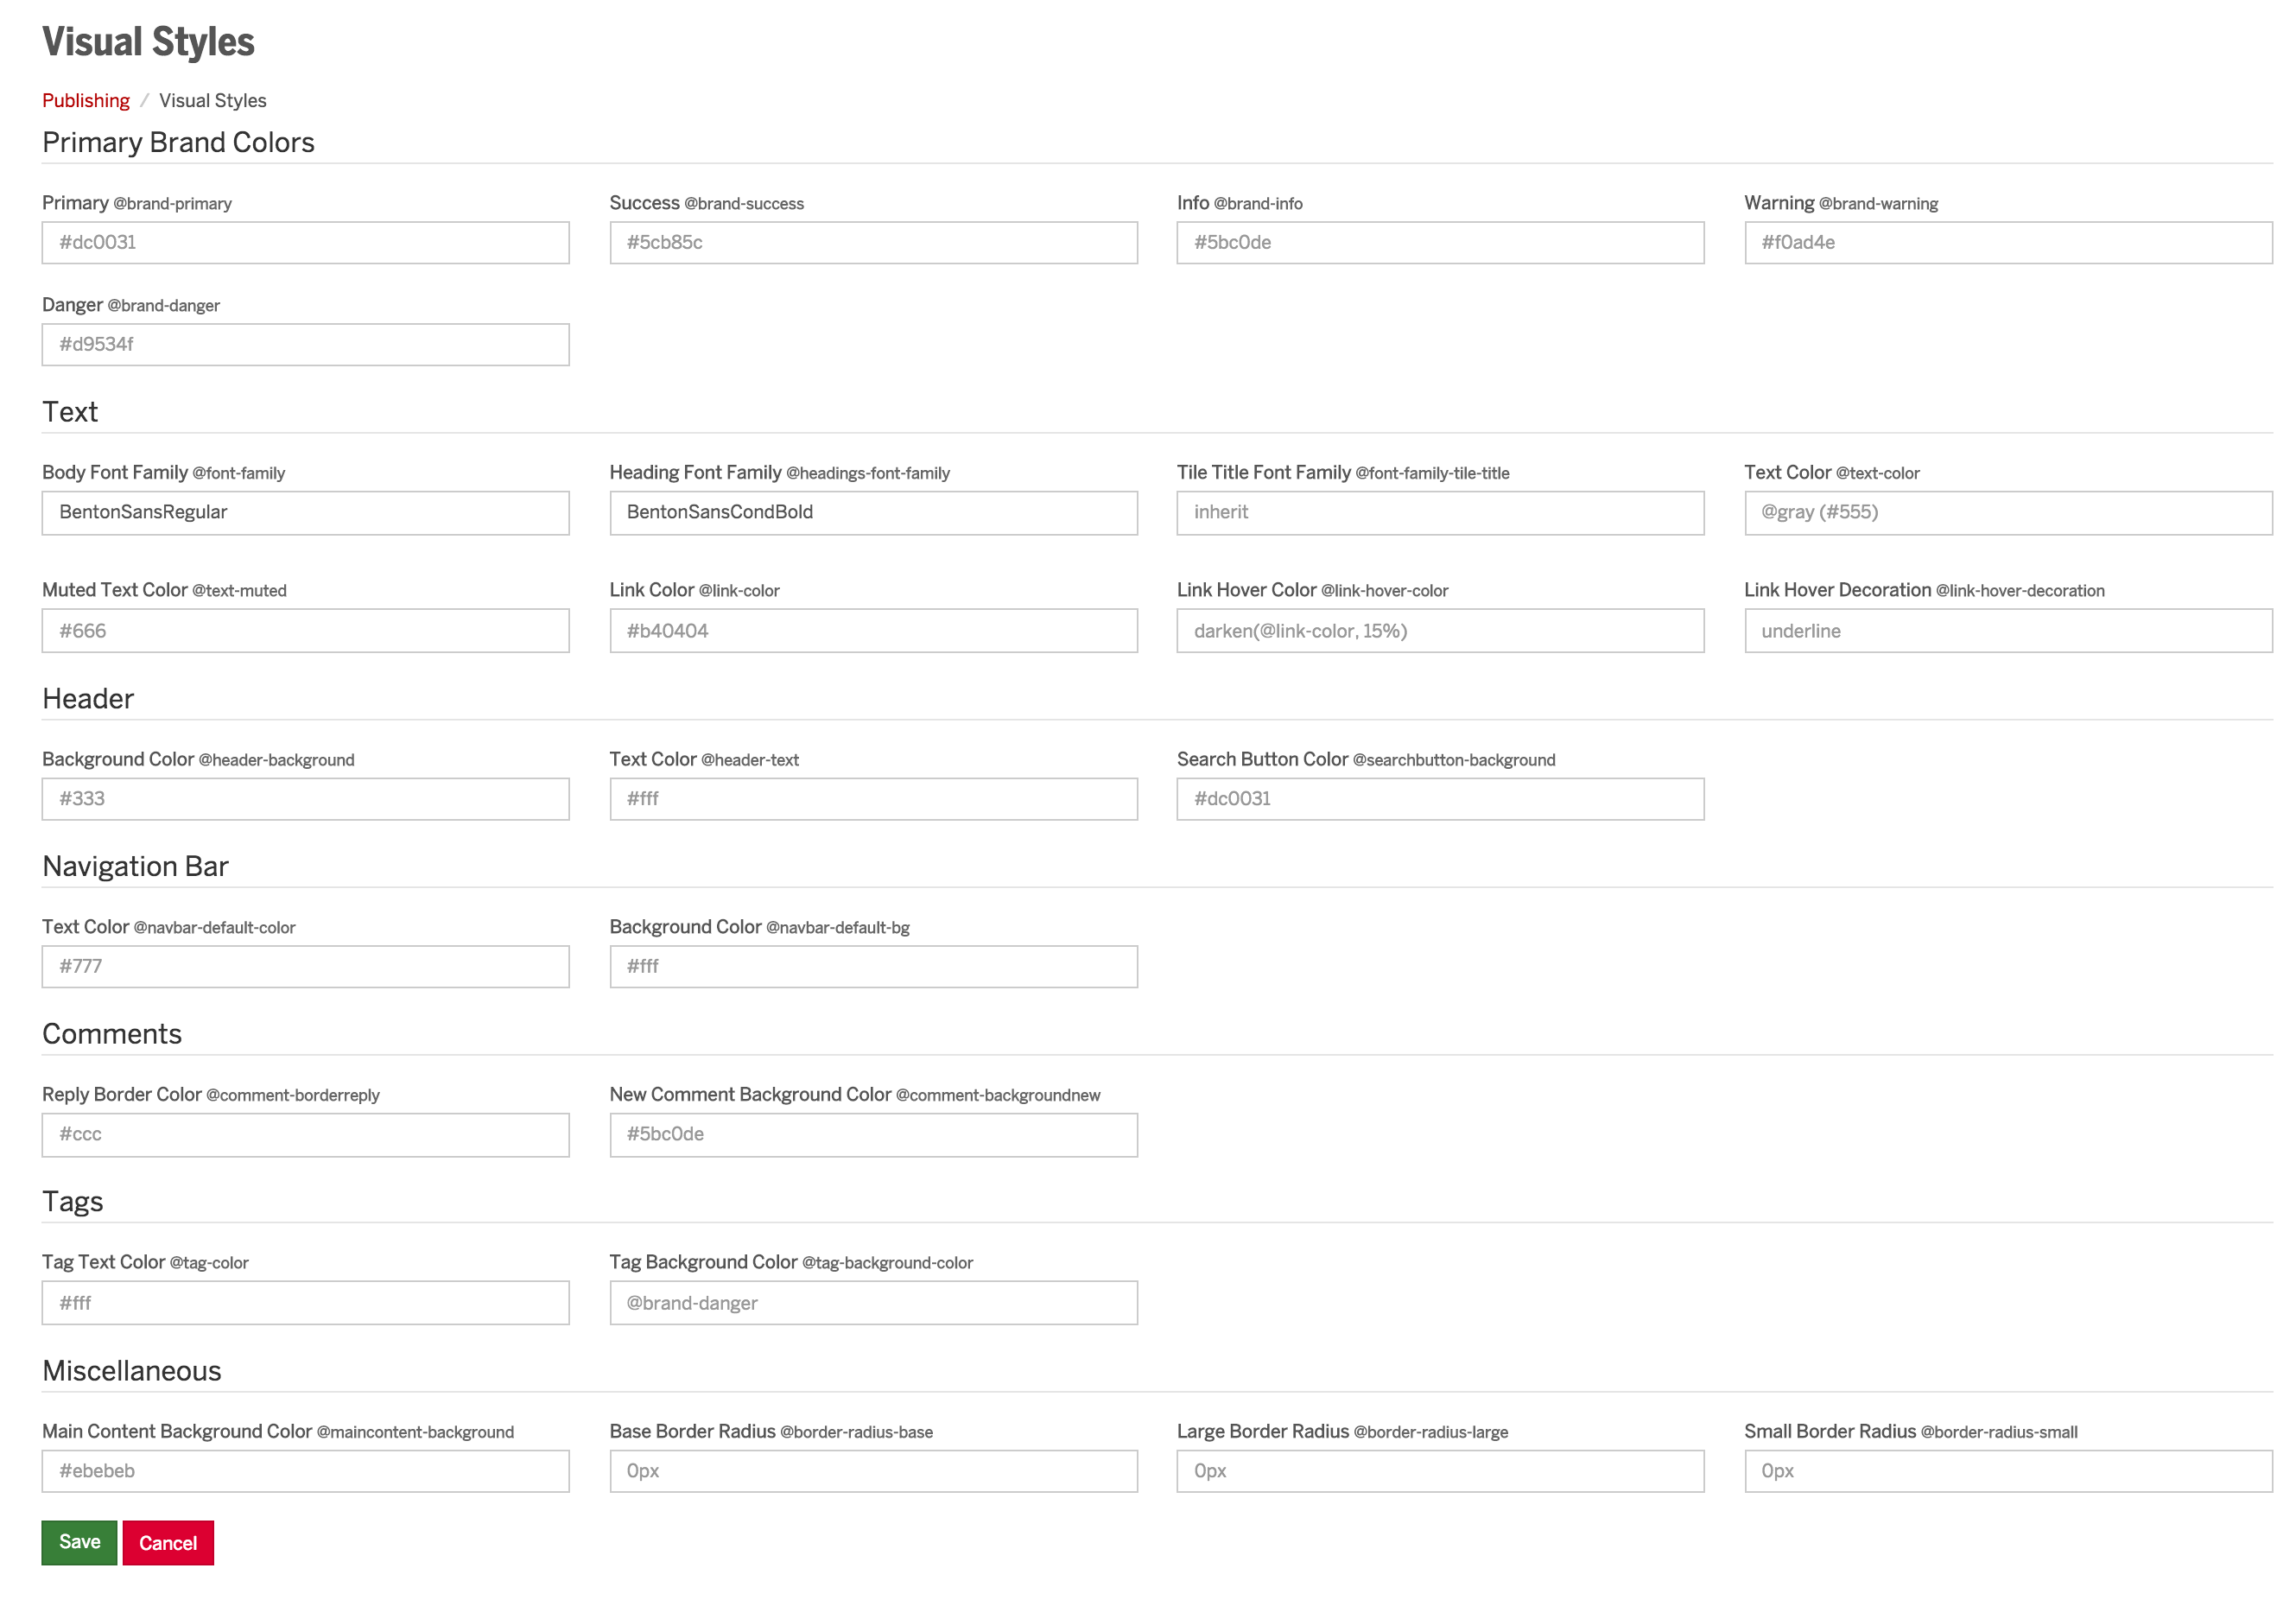 Visual Styles
Publishing / Visual Styles
Primary Brand Colors
Primary @brand-primary Success @brand-success Info @brand-info Warning @brand-warning
#dc0031 #5cb85c #5bc0de #f0ad4e
Danger @brand-danger
#d9534f
Text
Body Font Family @font-family Heading Font Family @headings-font-family Tile Title Font Family @font-family-tile-title Text Color @text-color
BentonSansRegular BentonSansCondBold inherit @gray (#555)
Muted Text Color @text-muted Link Color @link-color Link Hover Color @link-hover-color Link Hover Decoration @link-hover-decoration
#666 #b40404 darken(@link-color, 15%) underline
Header
Background Color @header-background Text Color @header-text Search Button Color @searchbutton-background
#333 #fff #dc0031
Navigation Bar
Text Color @navbar-default-color Background Color @navbar-default-bg
#777 #fff
Comments
Reply Border Color @comment-borderreply New Comment Background Color @comment-backgroundnew
#ccc #5bc0de
Tags
Tag Text Color @tag-color Tag Background Color @tag-background-color
#fff @brand-danger
Miscellaneous
Main Content Background Color @maincontent-background Base Border Radius @border-radius-base Large Border Radius @border-radius-large Small Border Radius @border-radius-small
#ebebeb 0px 0px 0px
Save Cancel